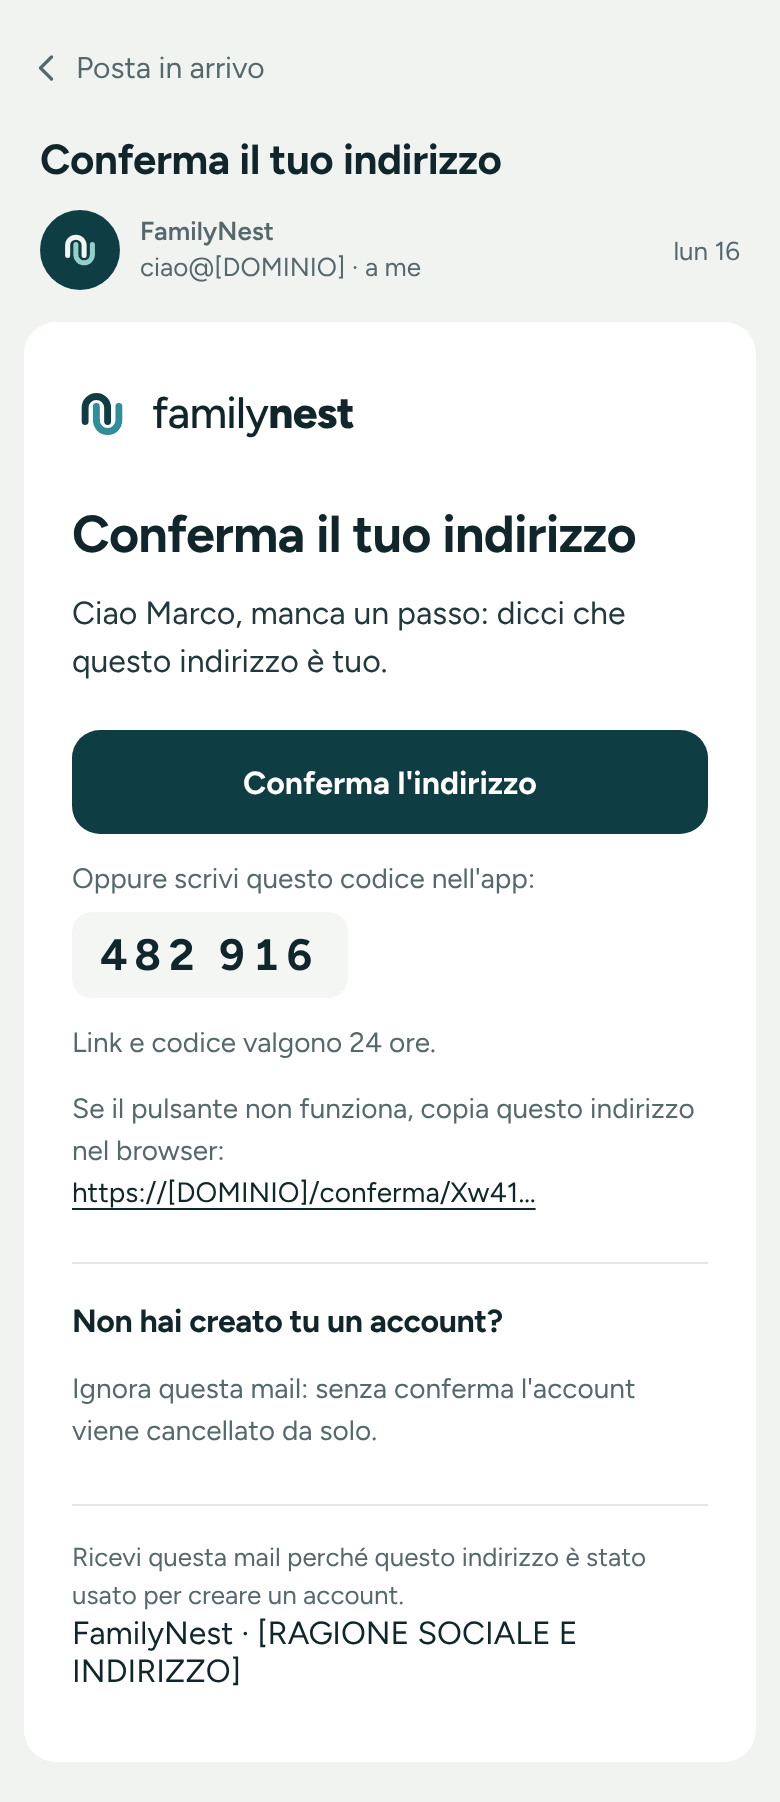 Posta in arrivo
Conferma il tuo indirizzo
FamilyNest
ciao@[DOMINIO] · a me
lun 16
familynest
Conferma il tuo indirizzo
Ciao Marco, manca un passo: dicci che
questo indirizzo è tuo.
Conferma l'indirizzo
Oppure scrivi questo codice nell'app:
482 916
Link e codice valgono 24 ore.
Se il pulsante non funziona, copia questo indirizzo
nel browser:
https://[DOMINIO]/conferma/Xw41...
Non hai creato tu un account?
Ignora questa mail: senza conferma l'account
viene cancellato da solo.
Ricevi questa mail perché questo indirizzo è stato
usato per creare un account.
FamilyNest · [RAGIONE SOCIALE E
INDIRIZZO]